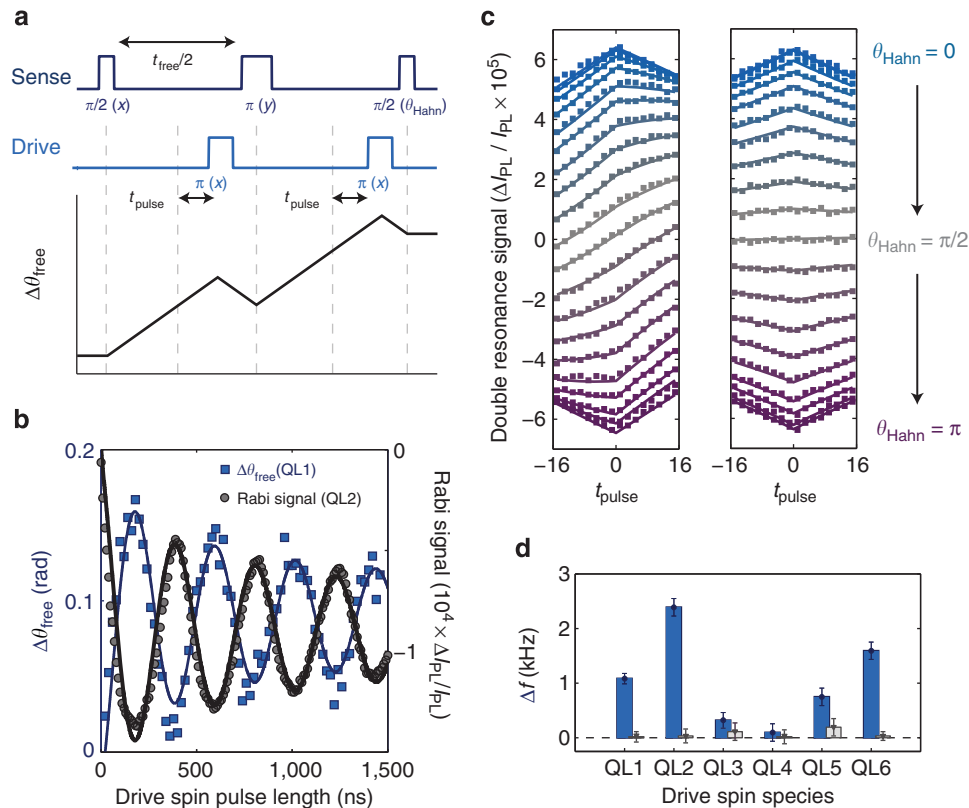 a
t_free/2
Sense
π/2 (x)
π (y)
π/2 (θ_Hahn)
Drive
π (x)
π (x)
t_pulse
t_pulse
Δθ_free
b
0.2
0.1
0
Δθ_free (rad)
Δθ_free(QL1)
Rabi signal (QL2)
0
−1
Rabi signal (10^4 × ΔI_PL/I_PL)
0
500
1,000
1,500
Drive spin pulse length (ns)
c
Double resonance signal (ΔI_PL / I_PL × 10^5)
6
4
2
0
−2
−4
−6
−16
0
16
t_pulse
−16
0
16
t_pulse
θ_Hahn = 0
θ_Hahn = π/2
θ_Hahn = π
d
3
2
1
0
Δf (kHz)
QL1 QL2 QL3 QL4 QL5 QL6
Drive spin species